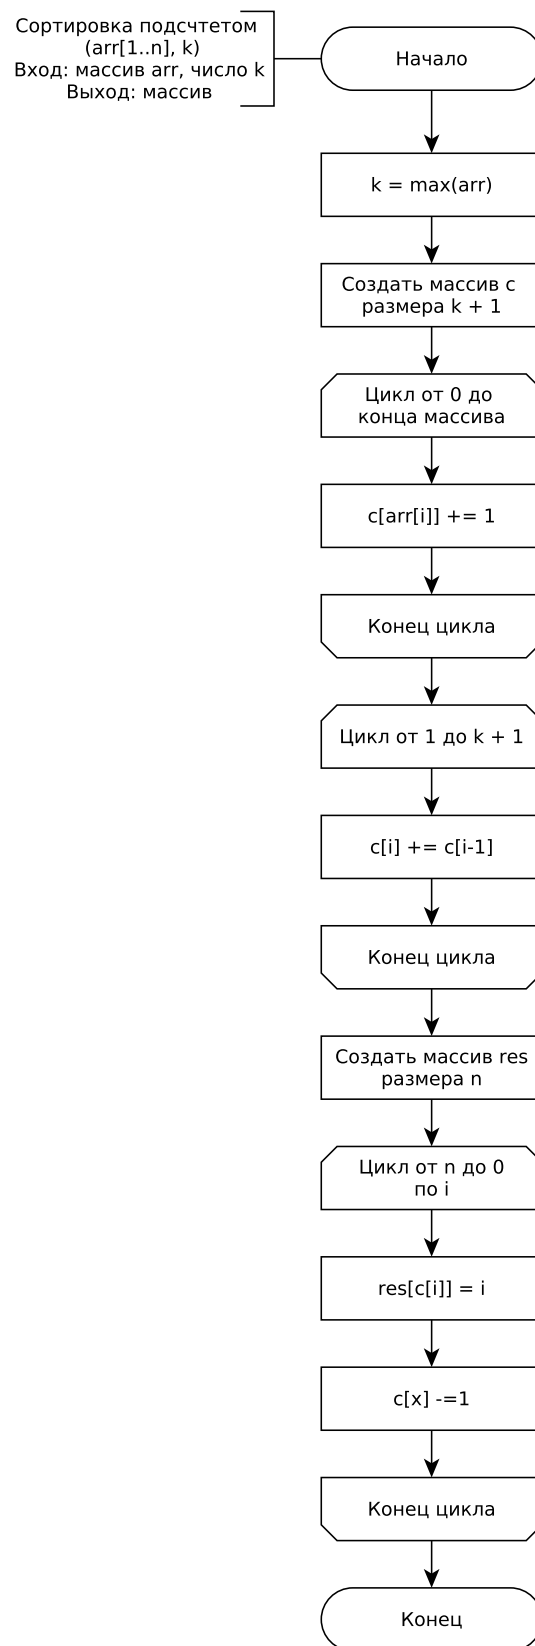 Сортировка подсчтетом
(arr[1..n], k)
Вход: массив arr, число k
Выход: массив
Начало
k = max(arr)
Создать массив c
размера k + 1
Цикл от 0 до
конца массива
c[arr[i]] += 1
Конец цикла
Цикл от 1 до k + 1
c[i] += c[i-1]
Конец цикла
Создать массив res
размера n
Цикл от n до 0
по i
res[c[i]] = i
c[x] -=1
Конец цикла
Конец